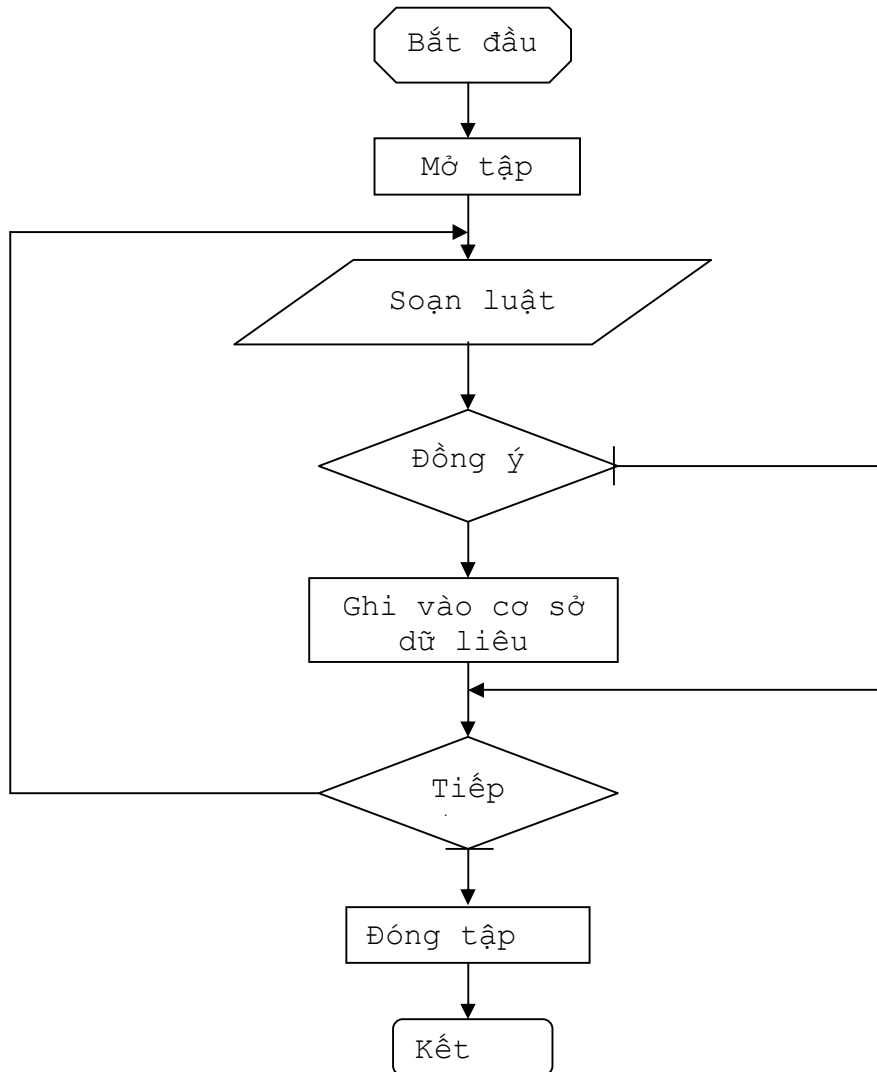 Bắt đầu
Mở tập
Soạn luật
Đồng ý
Ghi vào cơ sở
dữ liêu
Tiếp
Đóng tập
Kết